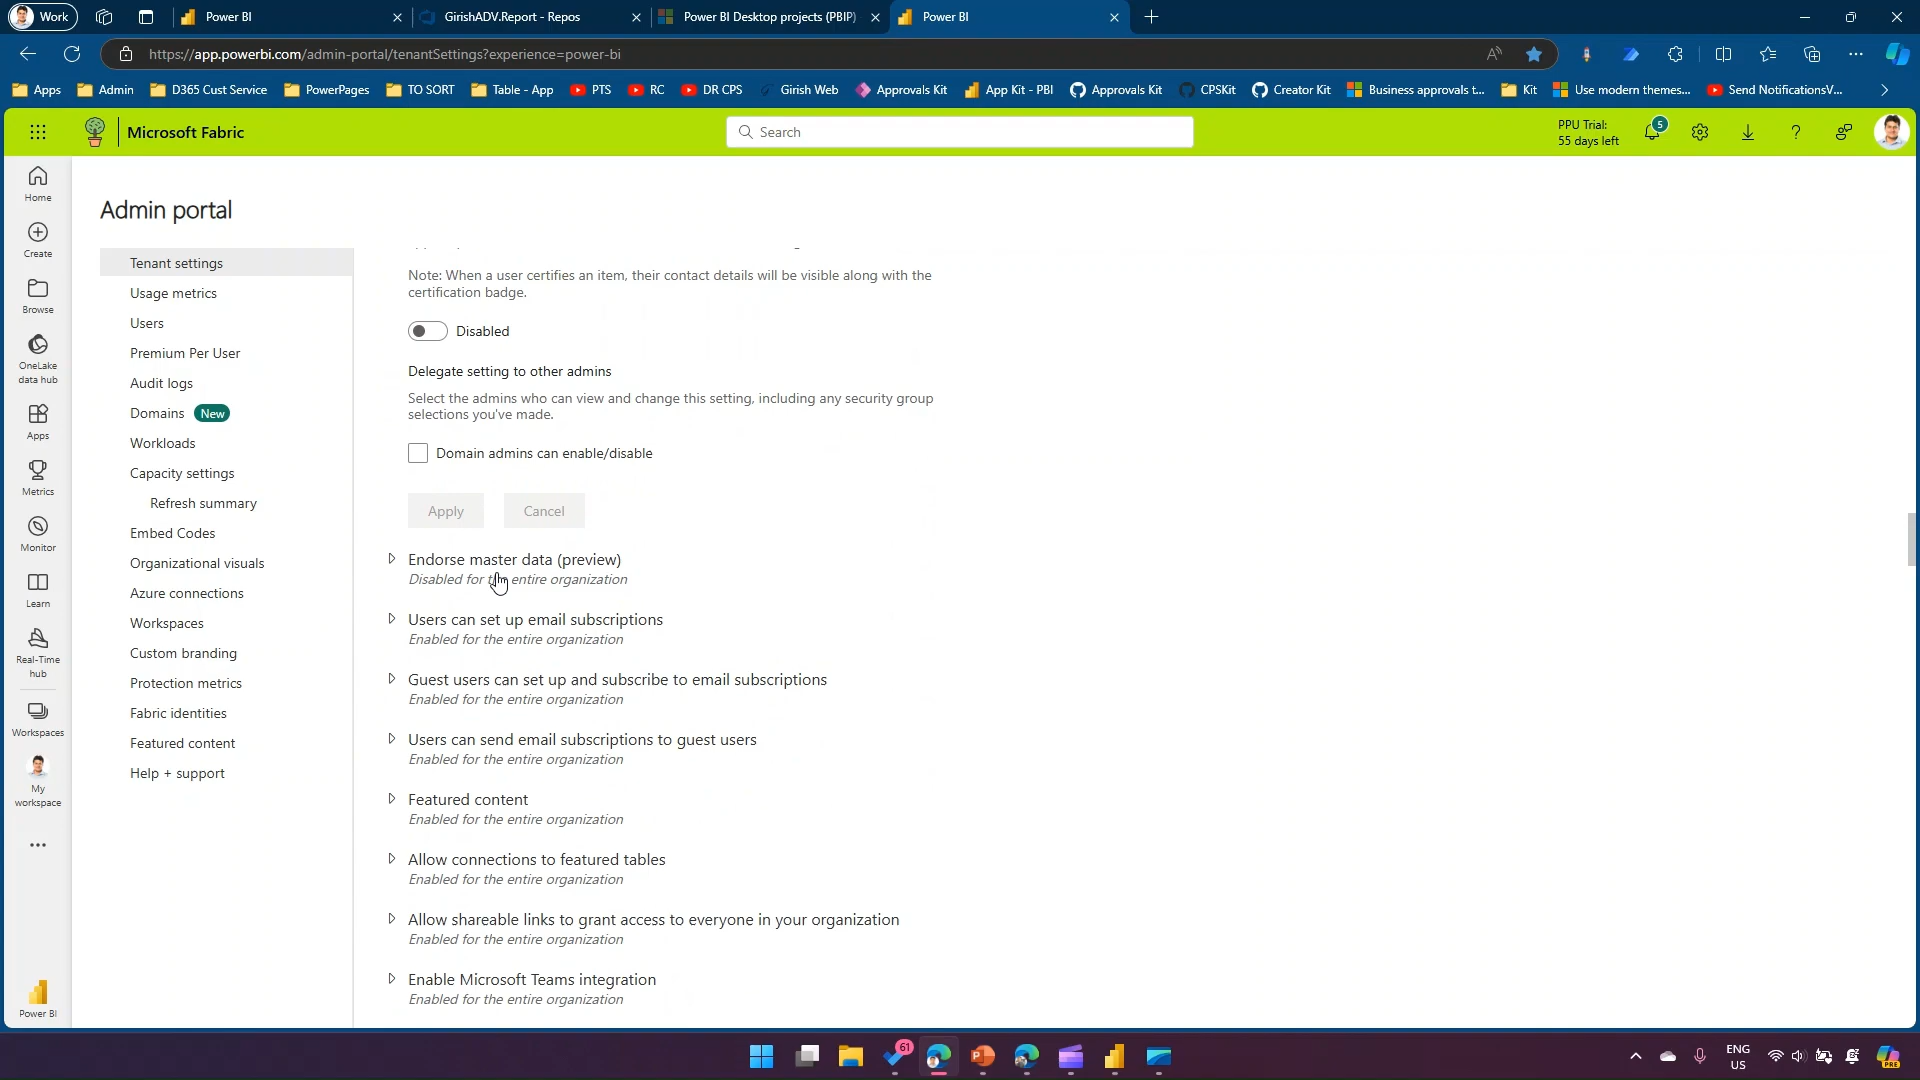 Work
Power BI
GirishADV.Report - Repos
Power BI Desktop projects (PBIP)
Power BI
https://app.powerbi.com/admin-portal/tenantSettings?experience=power-bi
Apps
Admin
D365 Cust Service
PowerPages
TO SORT
Table - App
PTS
RC
DR CPS
Girish Web
Approvals Kit
App Kit - PBI
Approvals Kit
CPSKit
Creator Kit
Business approvals t...
Kit
Use modern themes...
Send NotificationsV...
Microsoft Fabric
Search
PPU Trial:
55 days left
5
Home
Create
Browse
OneLake
data hub
Apps
Metrics
Monitor
Learn
Real-Time
hub
Workspaces
My
workspace
Power BI
Admin portal
Tenant settings
Usage metrics
Users
Premium Per User
Audit logs
Domains New
Workloads
Capacity settings
Refresh summary
Embed Codes
Organizational visuals
Azure connections
Workspaces
Custom branding
Protection metrics
Fabric identities
Featured content
Help + support
Note: When a user certifies an item, their contact details will be visible along with the
certification badge.
Disabled
Delegate setting to other admins
Select the admins who can view and change this setting, including any security group
selections you've made.
Domain admins can enable/disable
Apply
Cancel
Endorse master data (preview)
Disabled for the entire organization
Users can set up email subscriptions
Enabled for the entire organization
Guest users can set up and subscribe to email subscriptions
Enabled for the entire organization
Users can send email subscriptions to guest users
Enabled for the entire organization
Featured content
Enabled for the entire organization
Allow connections to featured tables
Enabled for the entire organization
Allow shareable links to grant access to everyone in your organization
Enabled for the entire organization
Enable Microsoft Teams integration
Enabled for the entire organization
61
ENG
US
PRE